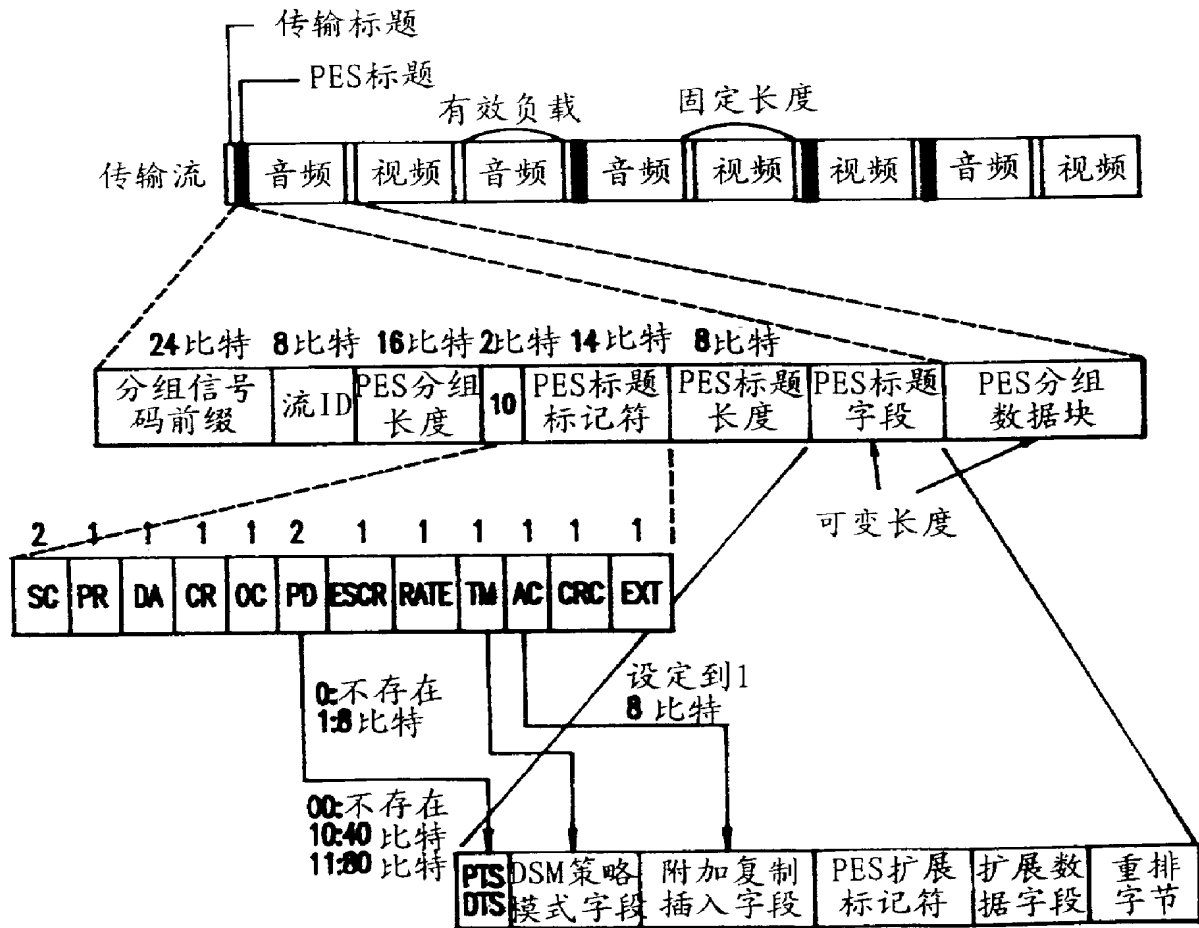 传输标题
PES标题
有效负载
固定长度
传输流
音频
视频
音频
音频
视频
视频
音频
视频
24比特
8比特
16比特
2比特
14比特
8比特
分组信号
码前缀
流ID
PES分组
长度
10
PES标题
标记符
PES标题
长度
PES标题
字段
PES分组
数据块
可变长度
2 1 1 1 1 2 1 1 1 1 1 1
SC PR DA CR OC PD ESCR RATE TM AC CRC EXT
0:不存在
1:8比特
设定到1
8 比特
00:不存在
10:40 比特
11:80 比特
PTS
DTS
DSM策略
模式字段
附加复制
插入字段
PES扩展
标记符
扩展数
据字段
重排
字节